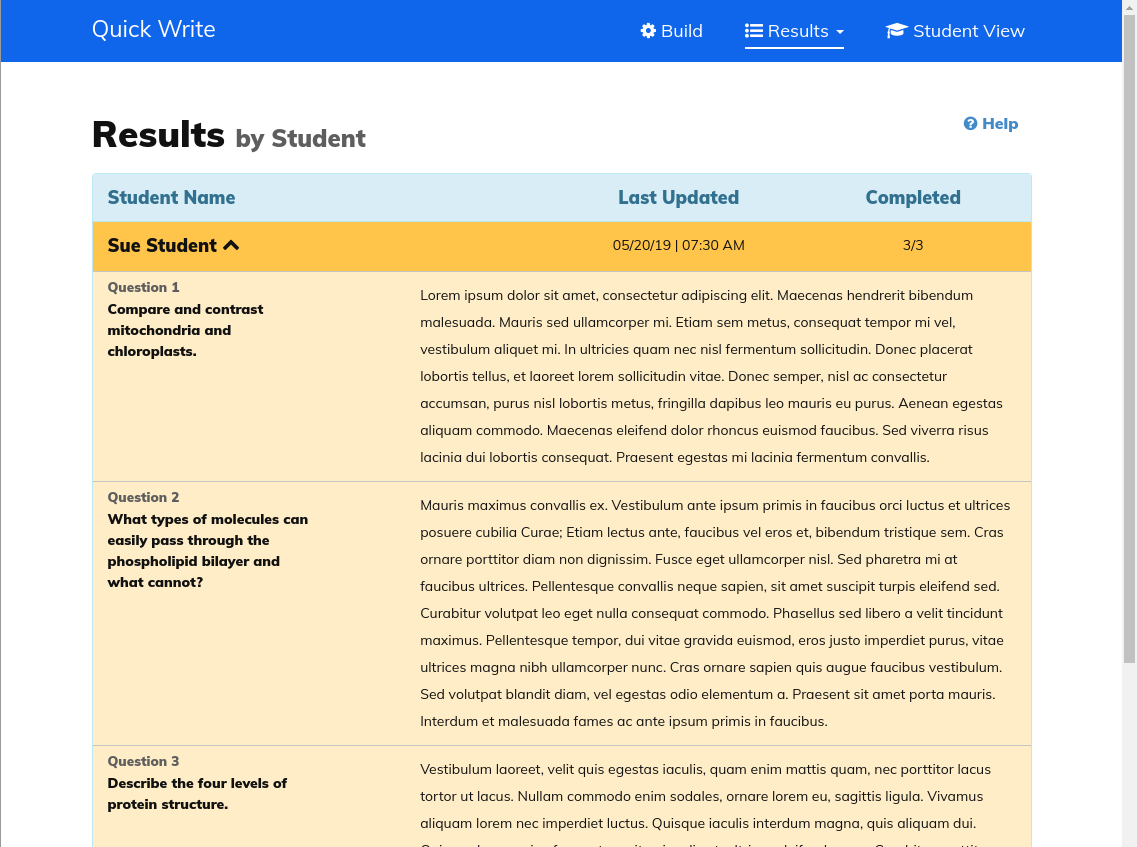 Quick Write
Build
Results
Student View
Results by Student
Help
Student Name Last Updated Completed
Sue Student 05/20/19 | 07:30 AM 3/3
Question 1
Compare and contrast
mitochondria and
chloroplasts.
Lorem ipsum dolor sit amet, consectetur adipiscing elit. Maecenas hendrerit bibendum
malesuada. Mauris sed ullamcorper mi. Etiam sem metus, consequat tempor mi vel,
vestibulum aliquet mi. In ultricies quam nec nisl fermentum sollicitudin. Donec placerat
lobortis tellus, et laoreet lorem sollicitudin vitae. Donec semper, nisl ac consectetur
accumsan, purus nisl lobortis metus, fringilla dapibus leo mauris eu purus. Aenean egestas
aliquam commodo. Maecenas eleifend dolor rhoncus euismod faucibus. Sed viverra risus
lacinia dui lobortis consequat. Praesent egestas mi lacinia fermentum convallis.
Question 2
What types of molecules can
easily pass through the
phospholipid bilayer and
what cannot?
Mauris maximus convallis ex. Vestibulum ante ipsum primis in faucibus orci luctus et ultrices
posuere cubilia Curae; Etiam lectus ante, faucibus vel eros et, bibendum tristique sem. Cras
ornare porttitor diam non dignissim. Fusce eget ullamcorper nisl. Sed pharetra mi at
faucibus ultrices. Pellentesque convallis neque sapien, sit amet suscipit turpis eleifend sed.
Curabitur volutpat leo eget nulla consequat commodo. Phasellus sed libero a velit tincidunt
maximus. Pellentesque tempor, dui vitae gravida euismod, eros justo imperdiet purus, vitae
ultrices magna nibh ullamcorper nunc. Cras ornare sapien quis augue faucibus vestibulum.
Sed volutpat blandit diam, vel egestas odio elementum a. Praesent sit amet porta mauris.
Interdum et malesuada fames ac ante ipsum primis in faucibus.
Question 3
Describe the four levels of
protein structure.
Vestibulum laoreet, velit quis egestas iaculis, quam enim mattis quam, nec porttitor lacus
tortor ut lacus. Nullam commodo enim sodales, ornare lorem eu, sagittis ligula. Vivamus
aliquam lorem nec imperdiet luctus. Quisque iaculis interdum magna, quis aliquam dui.